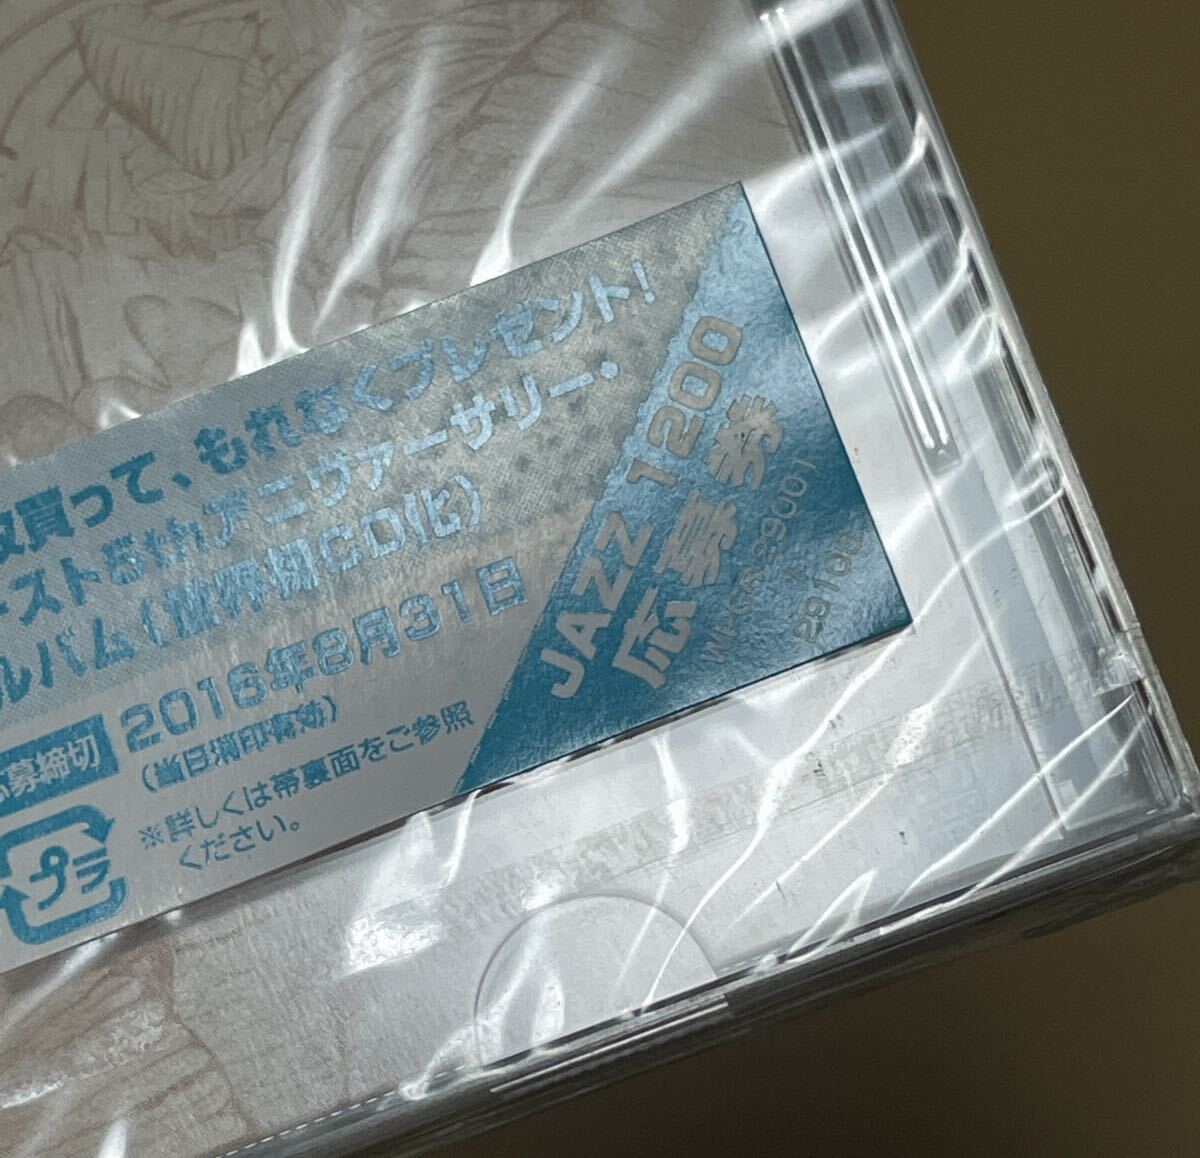 買って、もれなくプレゼント！
スト5thアニヴァーサリー・
ルバム（世界初CD化）
募締切
2016年8月31日
（当日消印有効）
※詳しくは帯裏面をご参照
ください。
プラ
JAZZ 1200
応募券
29100